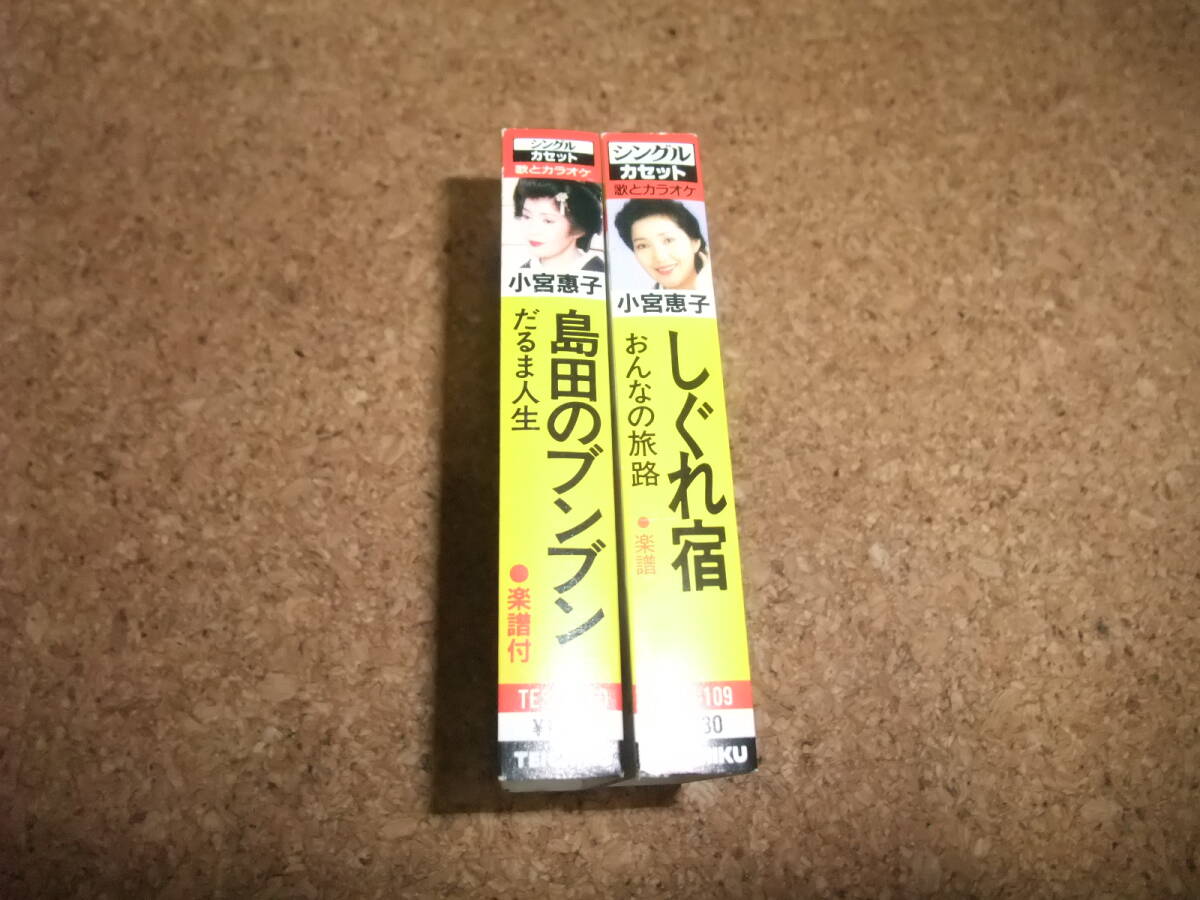 シングル
カセット
歌とカラオケ
小宮惠子
島田のブンブン
だるま人生
●楽譜付
シングル
カセット
歌とカラオケ
小宮恵子
しぐれ宿
おんなの旅路
●楽譜